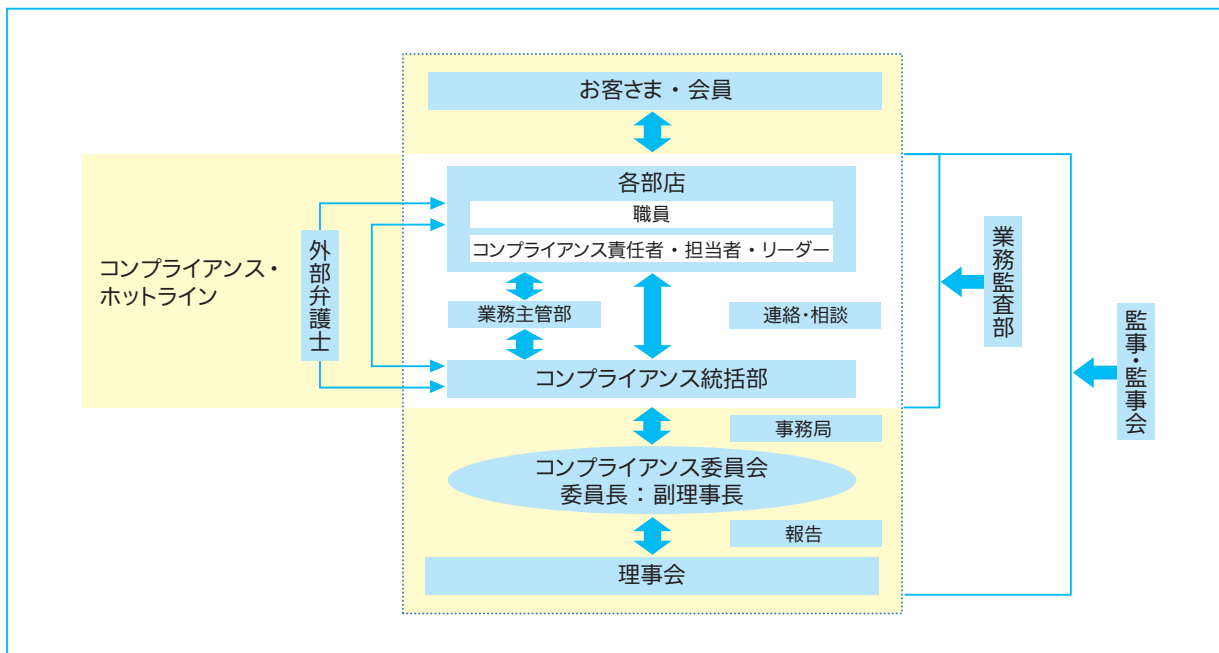 お客さま・会員
各部店
職員
コンプライアンス責任者・担当者・リーダー
コンプライアンス・
ホットライン
外部弁護士
業務主管部
連絡・相談
コンプライアンス統括部
業務監査部
監事・監事会
事務局
コンプライアンス委員会
委員長：副理事長
報告
理事会